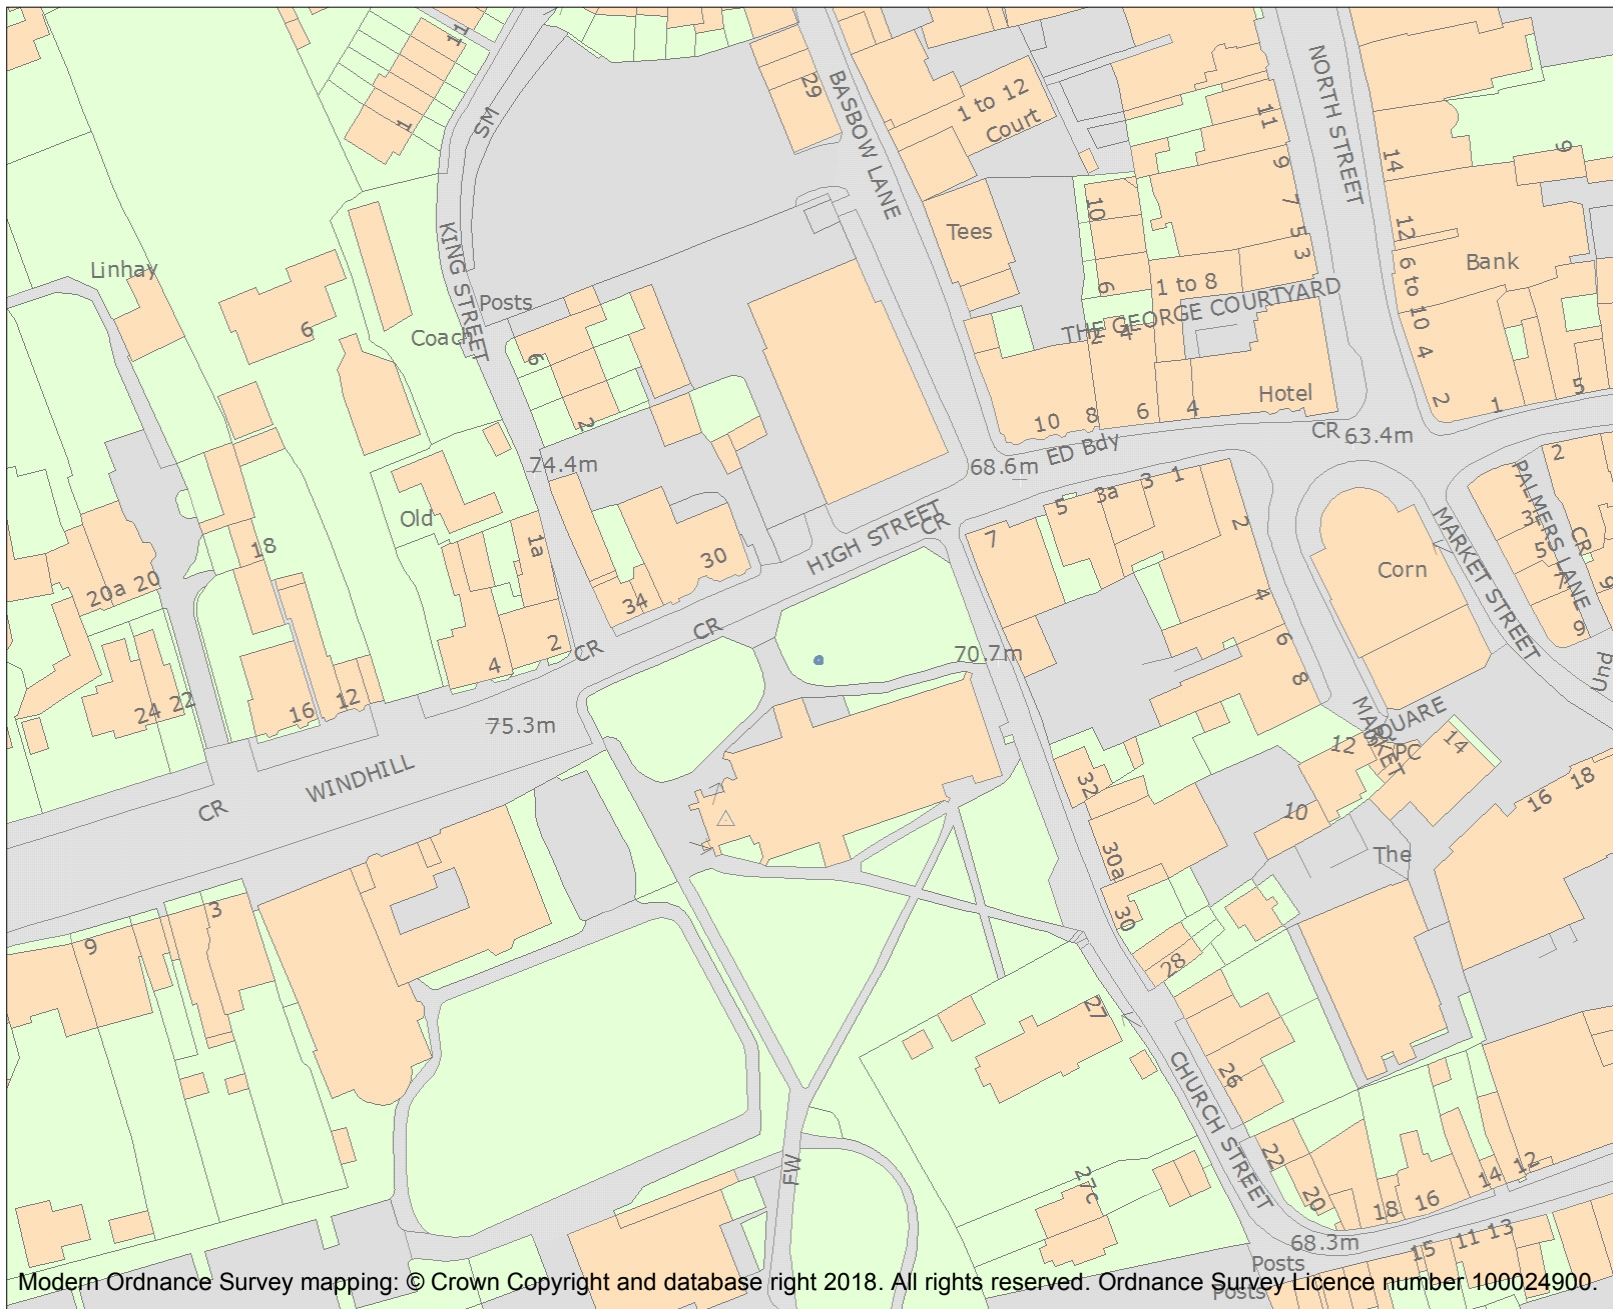 11
1
SM
KING STREET
29
BASBOW LANE
1 to 12
Court
NORTH STREET
11
9
7
5
3
14
12
6 to 10
4
2
9
Linhay
6
Coach
Posts
6
2
Tees
10
6
1 to 8
THE GEORGE COURTYARD
2
4
Bank
Hotel
10
8
6
4
1
5
CR
63.4m
ED Bdy
68.6m
74.4m
Old
1a
18
20a
20
30
34
HIGH STREET
CR
7
5
3a
3
1
2
4
6
8
Corn
MARKET STREET
PALMERS LANE
CR
2
3
5
7
9
9
Und
CR
CR
2
4
70.7m
24
22
16
12
75.3m
WINDHILL
CR
MARKET
SQUARE
PC
12
14
10
16
18
The
32
30a
30
28
3
9
27
26
CHURCH STREET
22
20
18
16
14
12
27c
FW
68.3m
15
11
13
Posts
Posts
Modern Ordnance Survey mapping: © Crown Copyright and database right 2018. All rights reserved. Ordnance Survey Licence number 100024900.